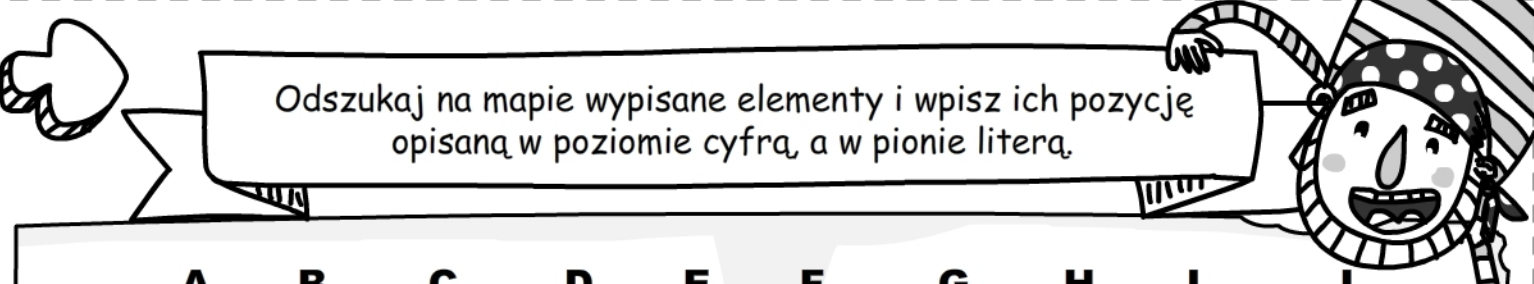 Odszukaj na mapie wypisane elementy i wpisz ich pozycję
opisaną w poziomie cyfrą, a w pionie literą.
A B C D E F G H I J